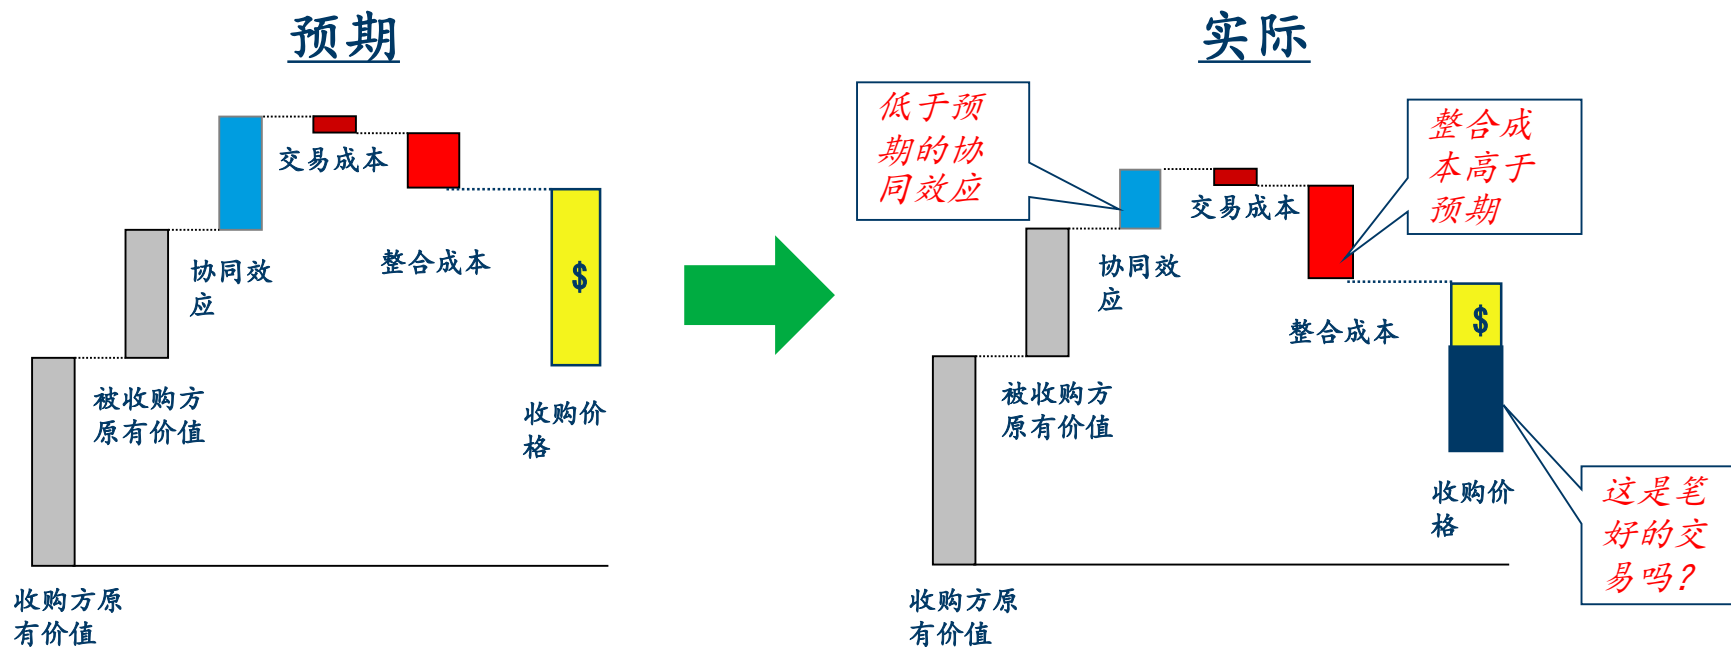 预期
交易成本
整合成本
$
协同效
应
被收购方
原有价值
收购价
格
收购方原
有价值
实际
低于预
期的协
同效应
整合成
本高于
预期
交易成本
协同效
应
整合成本
$
被收购方
原有价值
收购价
格
这是笔
好的交
易吗？
收购方原
有价值